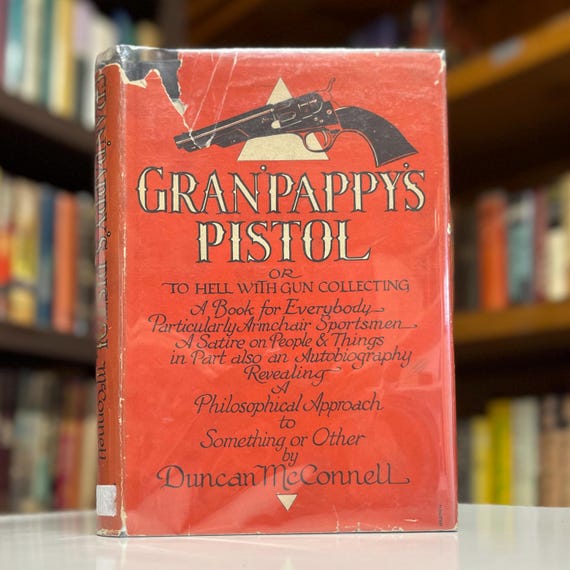 GRAN'PAPPY'S
PISTOL
OR
TO HELL WITH GUN COLLECTING
A Book for Everybody
Particularly Armchair Sportsmen
A Satire on People & Things
in Part also an Autobiography
Revealing
A
Philosophical Approach
to
Something or Other
by
Duncan McConnell
McConnell